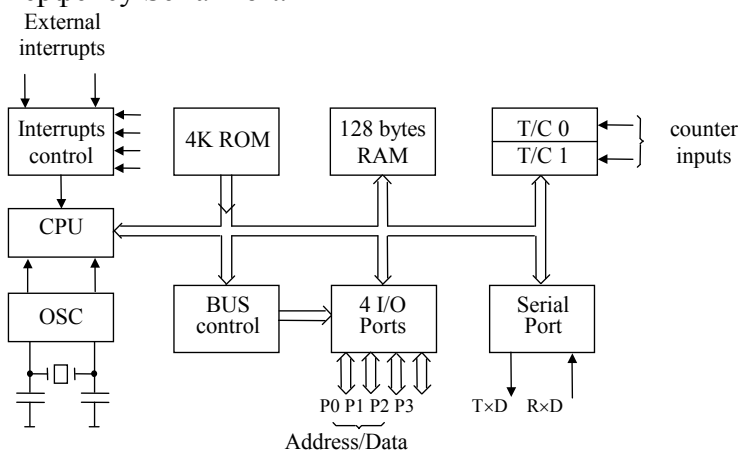 External
interrupts
Interrupts
control
4K ROM
128 bytes
RAM
T/C 0
T/C 1
counter
inputs
CPU
OSC
BUS
control
4 I/O
Ports
Serial
Port
P0 P1 P2 P3
T×D R×D
Address/Data